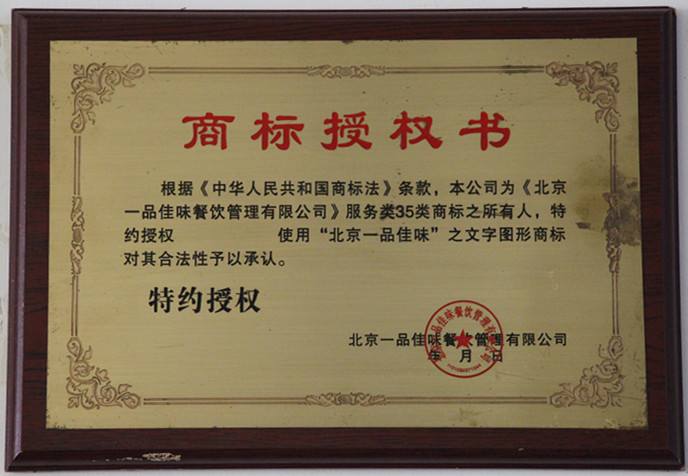 商标授权书
根据《中华人民共和国商标法》条款，本公司为《北京
一品佳味餐饮管理有限公司》服务类35类商标之所有人，特
约授权 使用“北京一品佳味”之文字图形商标
对其合法性予以承认。
特约授权
北京一品佳味餐饮管理有限公司
年 月 日